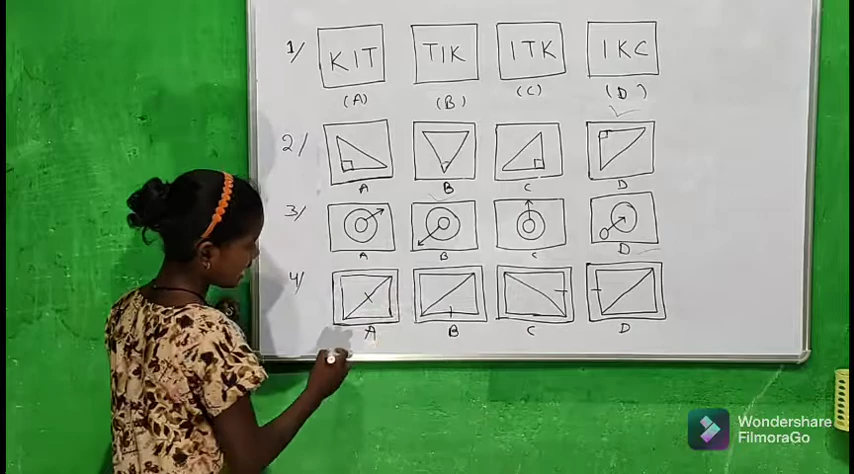 1/ KIT TIK ITK IKC
(A) (B) (C) (D)
2/
A B C D
3/
A B C D
4/
A B C D
Wondershare
FilmoraGo